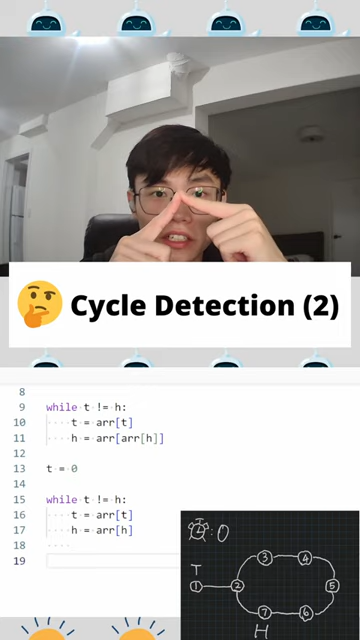 🤔 Cycle Detection (2)
8
9 while t != h:
10 ····t = arr[t]
11 ····h = arr[arr[h]]
12
13 t = 0
14
15 while t != h:
16 ····t = arr[t]
17 ····h = arr[h]
18 ····
19
: 0
T
3 4
1 2 5
7 6
H